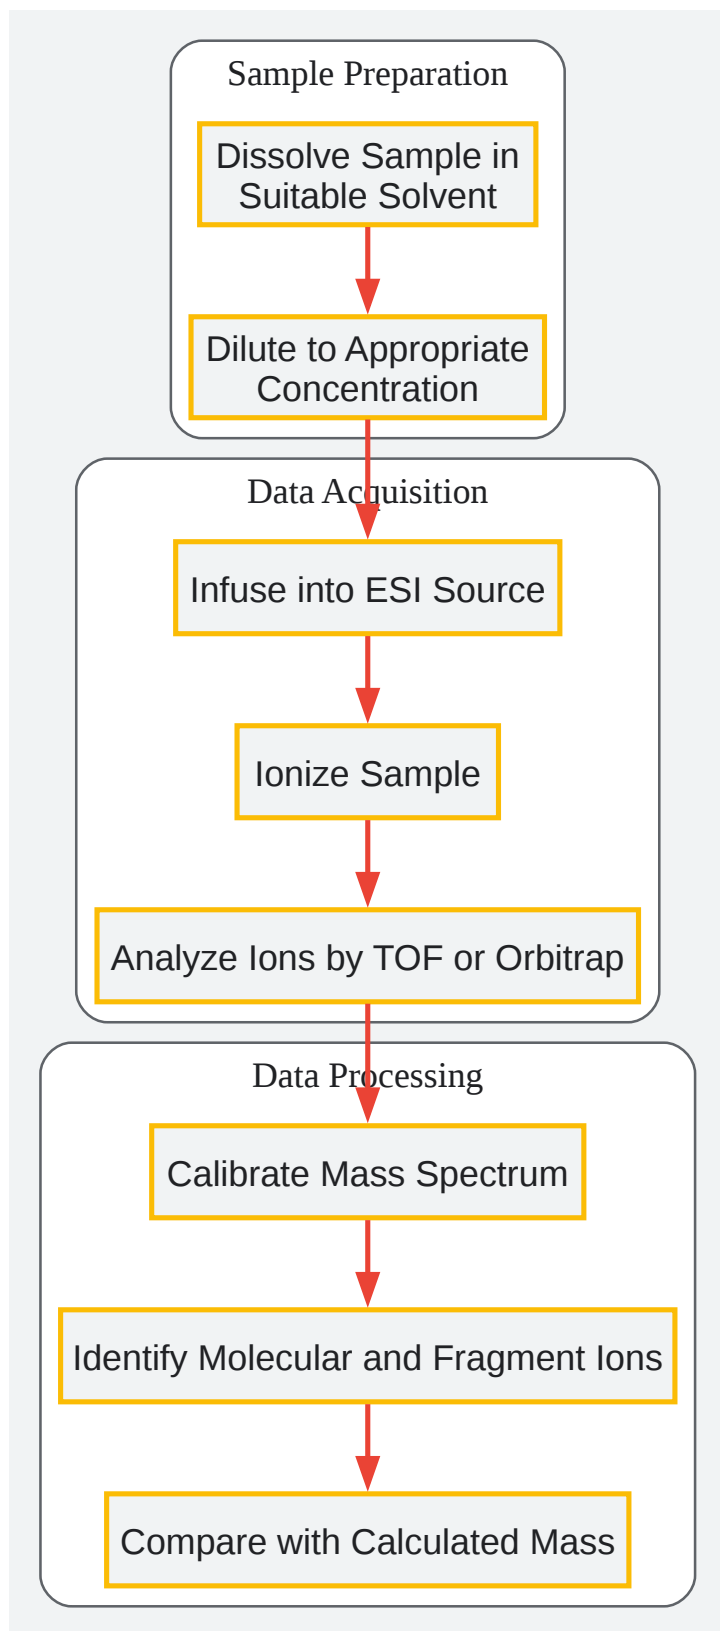 Sample Preparation
Dissolve Sample in
Suitable Solvent
Dilute to Appropriate
Concentration
Data Acquisition
Infuse into ESI Source
Ionize Sample
Analyze Ions by TOF or Orbitrap
Data Processing
Calibrate Mass Spectrum
Identify Molecular and Fragment Ions
Compare with Calculated Mass